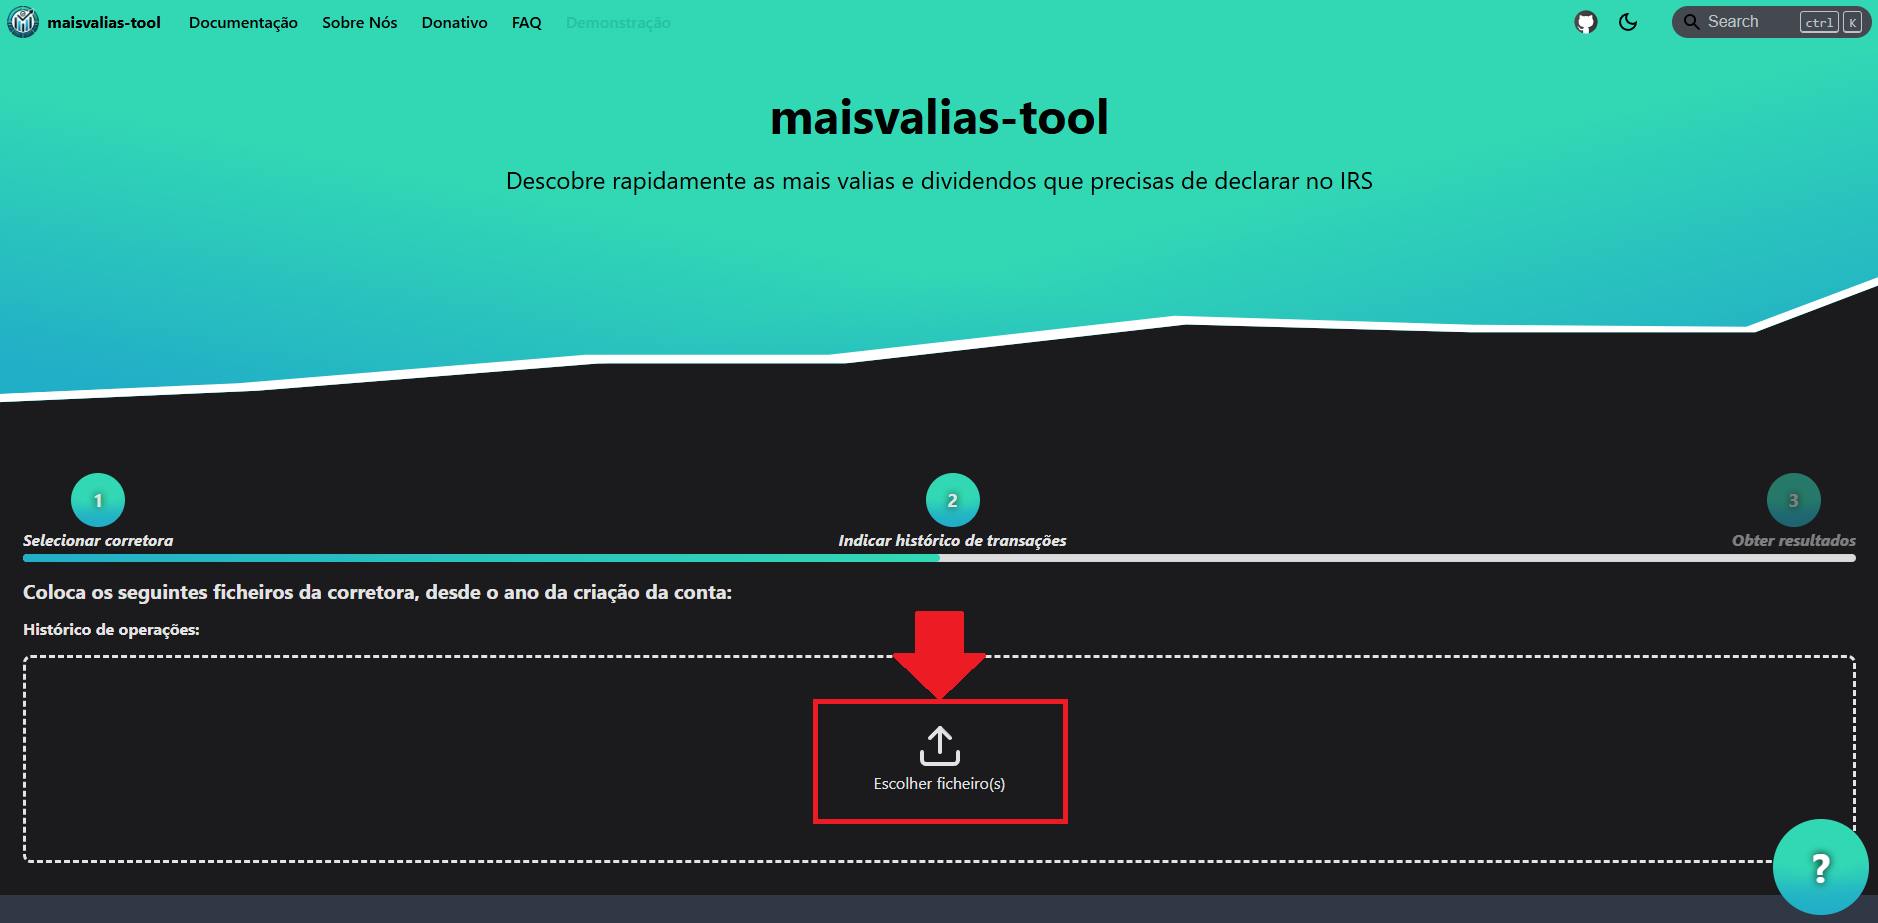 maisvalias-tool Documentação Sobre Nós Donativo FAQ Demonstração Search ctrl K
maisvalias-tool
Descobre rapidamente as mais valias e dividendos que precisas de declarar no IRS
1 2 3
Selecionar corretora Indicar histórico de transações Obter resultados
Coloca os seguintes ficheiros da corretora, desde o ano da criação da conta:
Histórico de operações:
Escolher ficheiro(s)
?